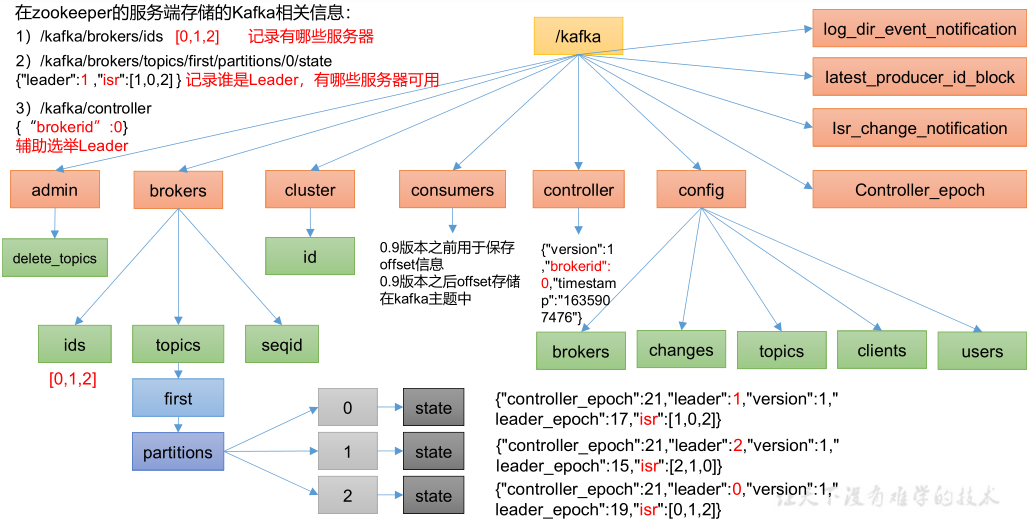 在zookeeper的服务端存储的Kafka相关信息：
1）/kafka/brokers/ids [0,1,2] 记录有哪些服务器
2）/kafka/brokers/topics/first/partitions/0/state
{"leader":1 ,"isr":[1,0,2] } 记录谁是Leader，有哪些服务器可用
3）/kafka/controller
{“brokerid”:0}
辅助选举Leader
/kafka
log_dir_event_notification
latest_producer_id_block
Isr_change_notification
Controller_epoch
admin
brokers
cluster
consumers
controller
config
delete_topics
id
0.9版本之前用于保存
offset信息
0.9版本之后offset存储
在kafka主题中
{"version":1
,"brokerid":
0,"timestam
p":"163590
7476"}
ids
topics
seqid
brokers
changes
topics
clients
users
[0,1,2]
first
partitions
0
state
1
state
2
state
{"controller_epoch":21,"leader":1,"version":1,"
leader_epoch":17,"isr":[1,0,2]}
{"controller_epoch":21,"leader":2,"version":1,"
leader_epoch":15,"isr":[2,1,0]}
{"controller_epoch":21,"leader":0,"version":1,"
leader_epoch":19,"isr":[0,1,2]}
让天下没有难学的技术